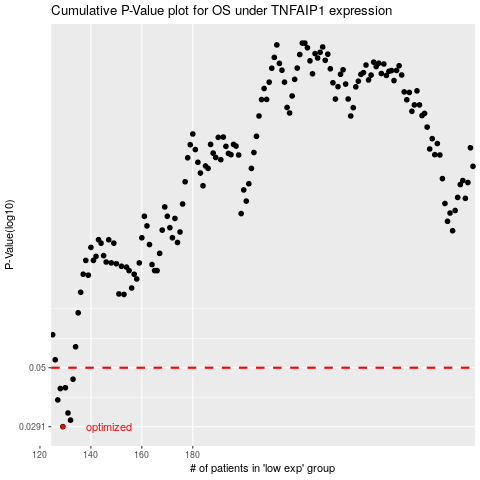 Cumulative P-Value plot for OS under TNFAIP1 expression
P-Value(log10)
0.05
0.0291
optimized
120 140 160 180
# of patients in 'low exp' group